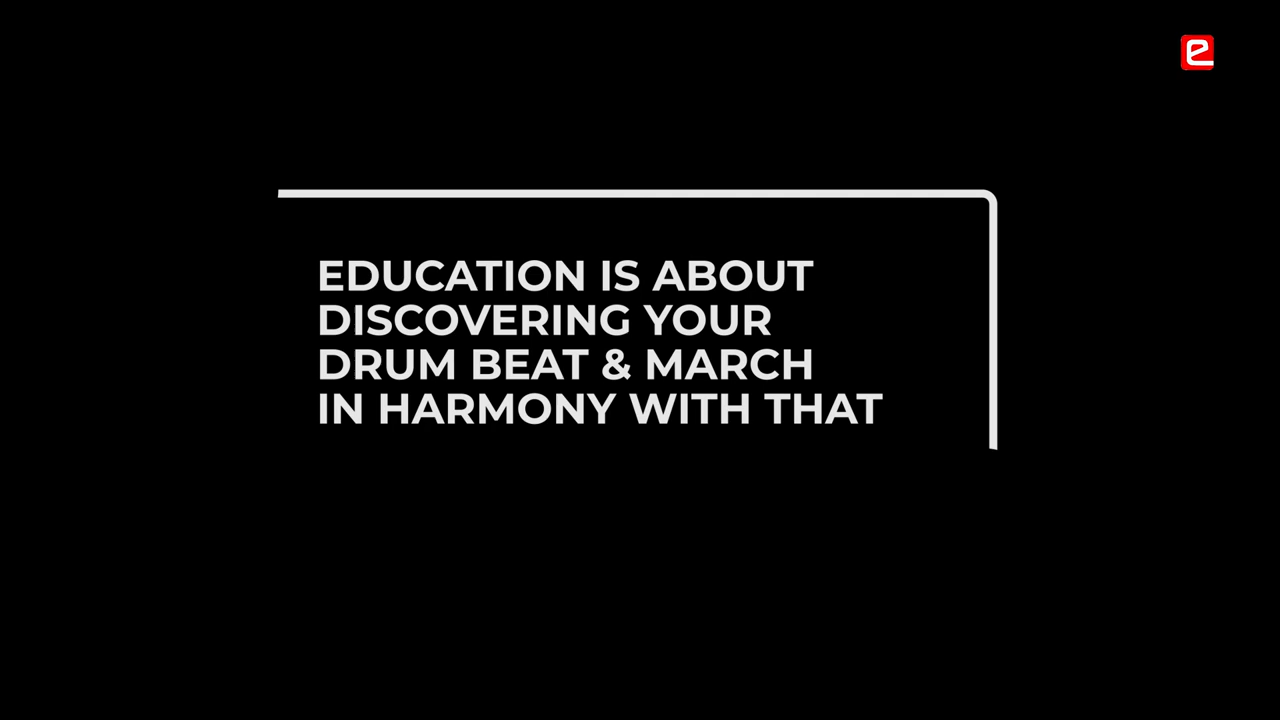 e
EDUCATION IS ABOUT
DISCOVERING YOUR
DRUM BEAT & MARCH
IN HARMONY WITH THAT